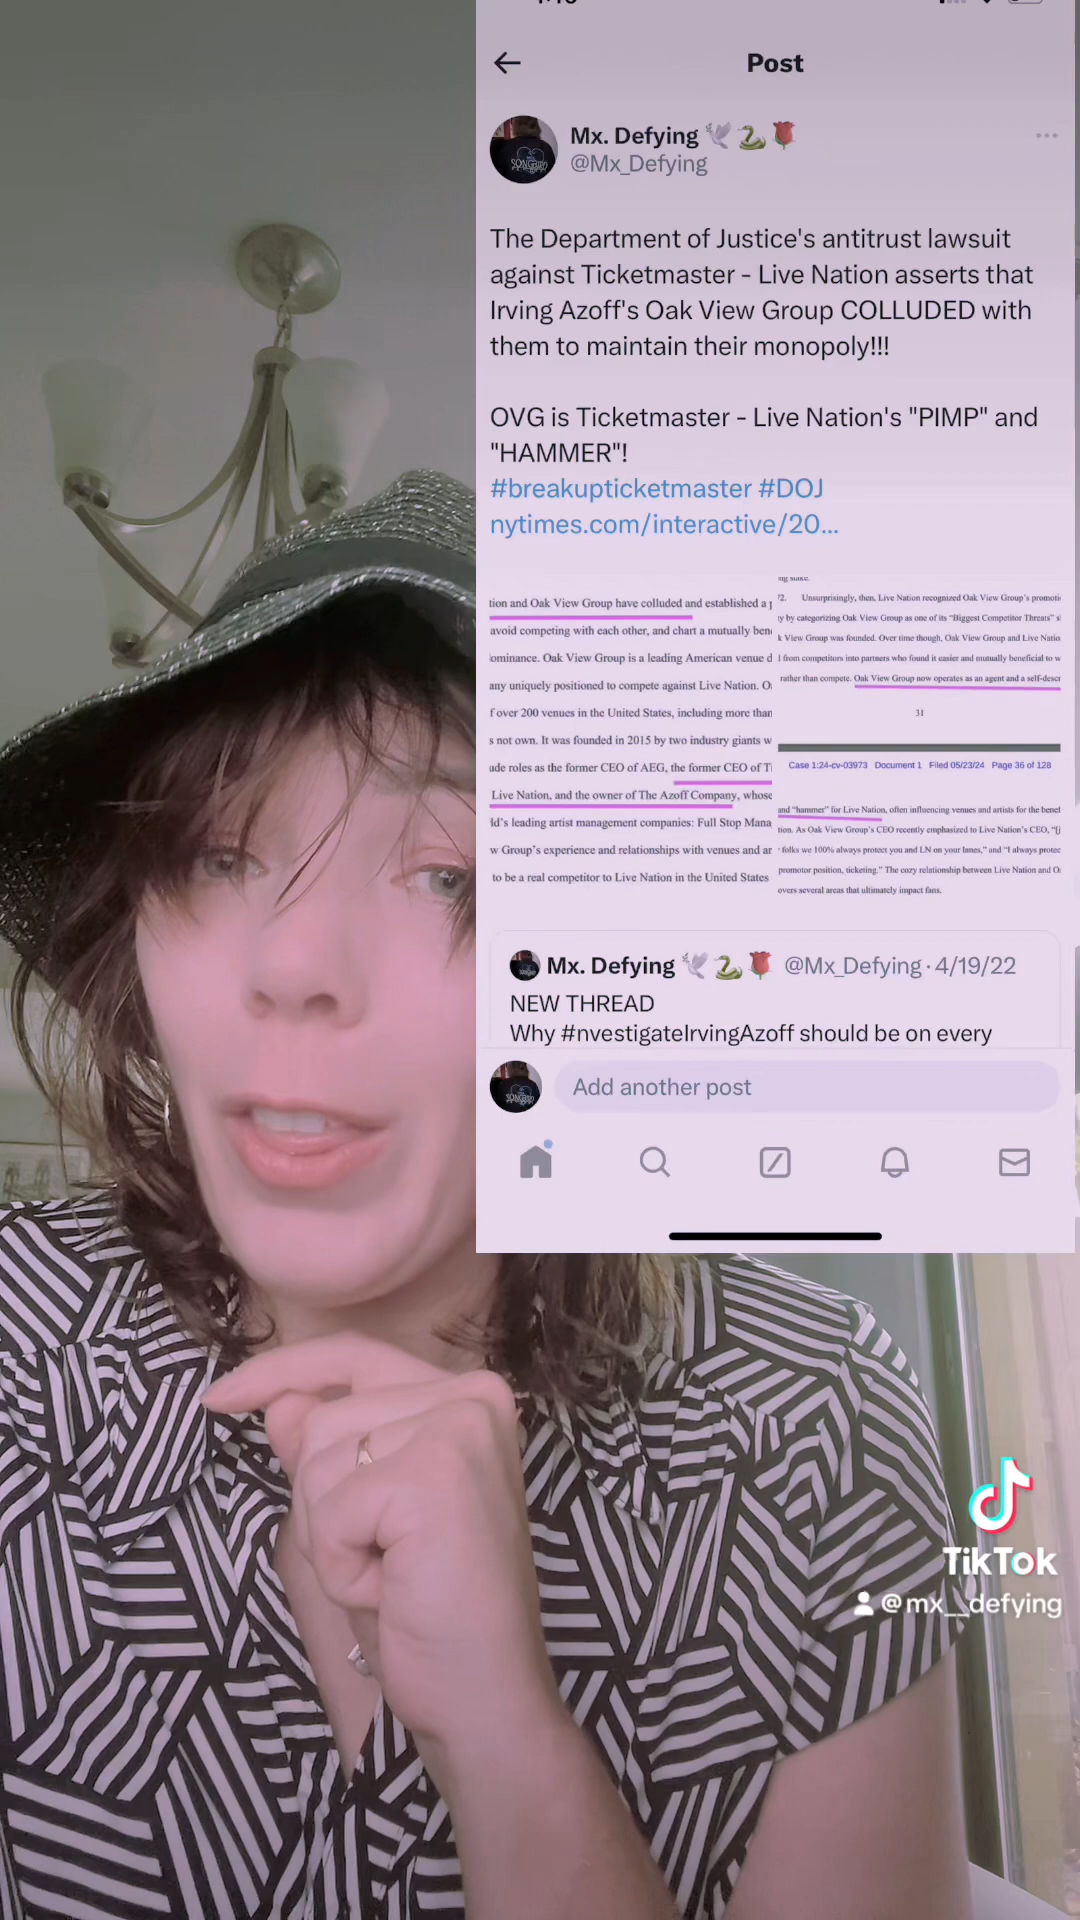 Post
Mx. Defying 🕊️🐍🌹
@Mx_Defying
The Department of Justice's antitrust lawsuit
against Ticketmaster - Live Nation asserts that
Irving Azoff's Oak View Group COLLUDED with
them to maintain their monopoly!!!
OVG is Ticketmaster - Live Nation's "PIMP" and
"HAMMER"!
#breakupticketmaster #DOJ
nytimes.com/interactive/20...
tion and Oak View Group have colluded and established a
avoid competing with each other, and chart a mutually
ominance. Oak View Group is a leading American venue
any uniquely positioned to compete against Live Nation.
f over 200 venues in the United States, including more than
s not own. It was founded in 2015 by two industry giants
ade roles as the former CEO of AEG, the former CEO of
Live Nation, and the owner of The Azoff Company, whose
ld's leading artist management companies: Full Stop
w Group's experience and relationships with venues and
to be a real competitor to Live Nation in the United States
72. Unsurprisingly, then, Live Nation recognized Oak View Group's
y by categorizing Oak View Group as one of its "Biggest Competitor Threats"
k View Group was founded. Over time though, Oak View Group and Live
from competitors into partners who found it easier and mutually beneficial to
rather than compete. Oak View Group now operates as an agent and a
31
Case 1:24-cv-03973 Document 1 Filed 05/23/24 Page 36 of 128
and "hammer" for Live Nation, often influencing venues and artists for the
tion. As Oak View Group's CEO recently emphasized to Live Nation's CEO,
folks we 100% always protect you and LN on your lanes," and "I always
promotor position, ticketing." The cozy relationship between Live Nation and
overs several areas that ultimately impact fans.
Mx. Defying 🕊️🐍🌹 @Mx_Defying · 4/19/22
NEW THREAD
Why #nvestigateIrvingAzoff should be on every
Add another post
TikTok
@mx__defying